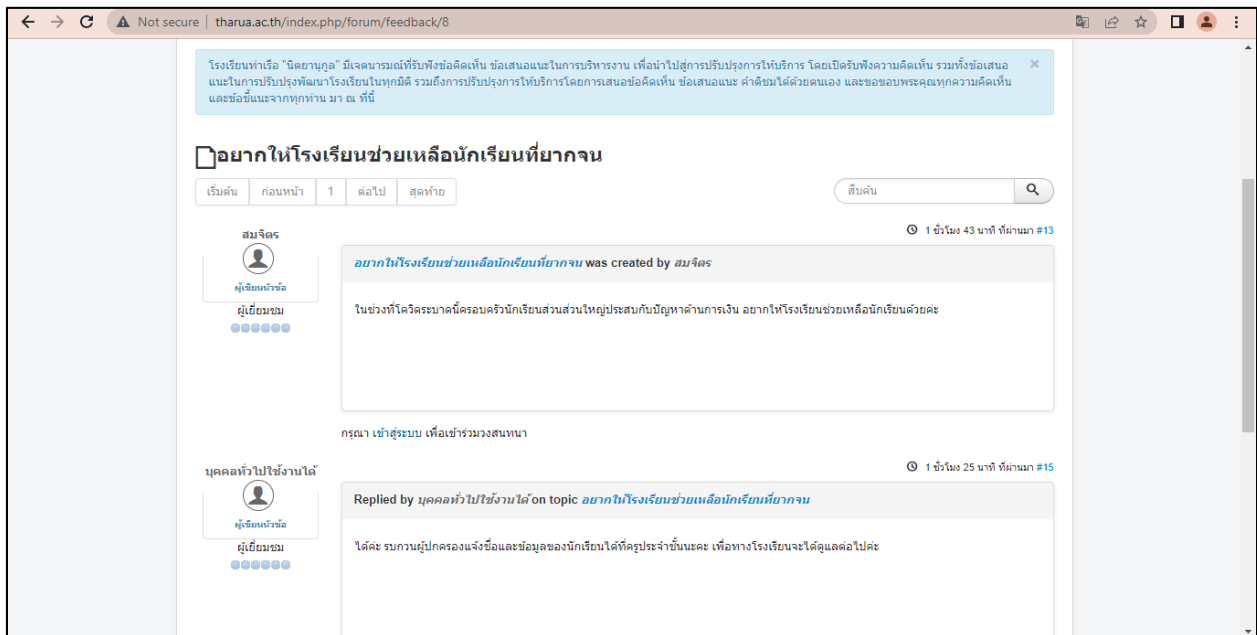 Not secure | tharua.ac.th/index.php/forum/feedback/8
โรงเรียนท่าเรือ "นิตยานุกูล" มีเจตนารมณ์ที่รับฟังข้อคิดเห็น ข้อเสนอแนะในการบริหารงาน เพื่อนำไปสู่การปรับปรุงการให้บริการ โดยเปิดรับฟังความคิดเห็น รวมทั้งข้อเสนอ ×
แนะในการปรับปรุงพัฒนาโรงเรียนในทุกมิติ รวมถึงการปรับปรุงการให้บริการโดยการเสนอข้อคิดเห็น ข้อเสนอแนะ คำติชมได้ด้วยตนเอง และขอขอบพระคุณทุกความคิดเห็น
และข้อชี้แนะจากทุกท่าน มา ณ ที่นี้
อยากให้โรงเรียนช่วยเหลือนักเรียนที่ยากจน
เริ่มต้น ก่อนหน้า 1 ต่อไป สุดท้าย สืบค้น
1 ชั่วโมง 43 นาที ที่ผ่านมา #13
สมจิตร
อยากให้โรงเรียนช่วยเหลือนักเรียนที่ยากจน was created by สมจิตร
ผู้เขียนหัวข้อ
ผู้เยี่ยมชม
ในช่วงที่โควิดระบาดนี้ครอบครัวนักเรียนส่วนส่วนใหญ่ประสบกับปัญหาด้านการเงิน อยากให้โรงเรียนช่วยเหลือนักเรียนด้วยค่ะ
กรุณา เข้าสู่ระบบ เพื่อเข้าร่วมวงสนทนา
1 ชั่วโมง 25 นาที ที่ผ่านมา #15
บุคคลทั่วไปใช้งานได้
Replied by บุคคลทั่วไปใช้งานได้ on topic อยากให้โรงเรียนช่วยเหลือนักเรียนที่ยากจน
ผู้เขียนหัวข้อ
ผู้เยี่ยมชม
ได้ค่ะ รบกวนผู้ปกครองแจ้งชื่อและข้อมูลของนักเรียนได้ที่ครูประจำชั้นนะคะ เพื่อทางโรงเรียนจะได้ดูแลต่อไปค่ะ